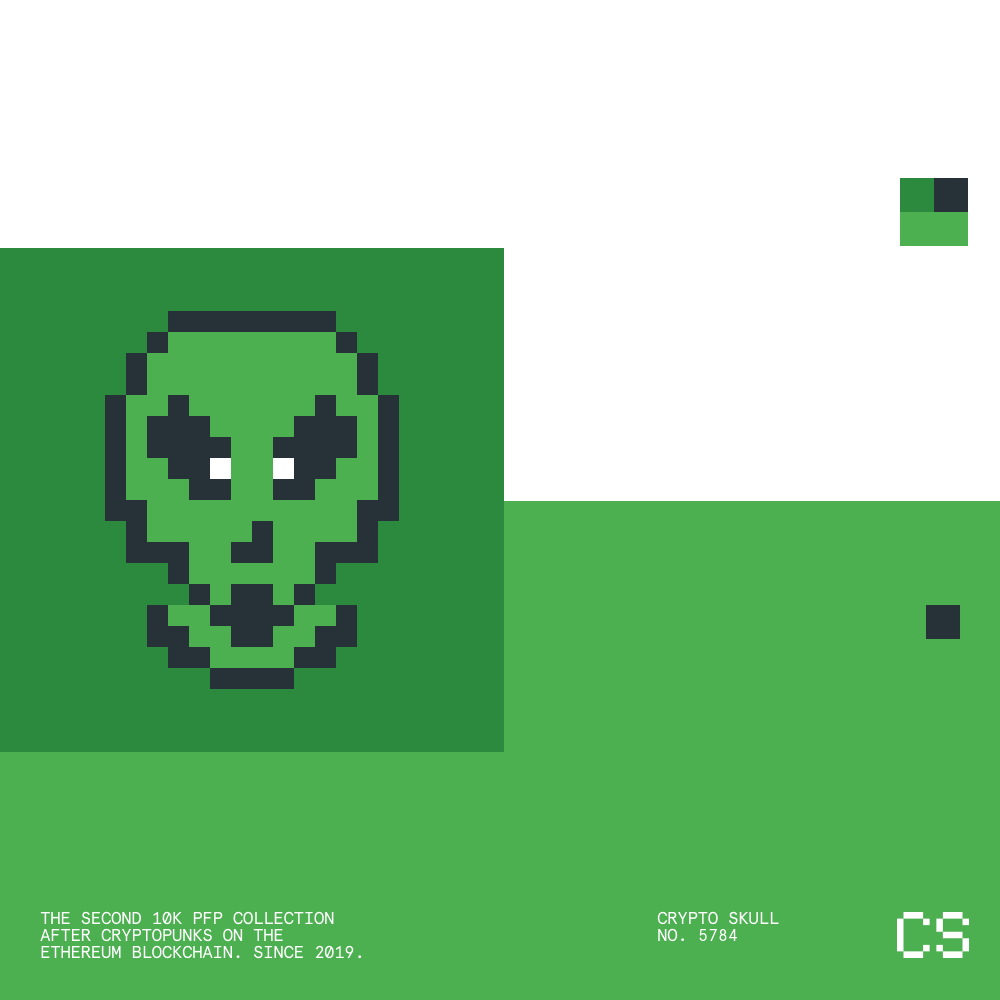 THE SECOND 10K PFP COLLECTION
AFTER CRYPTOPUNKS ON THE
ETHEREUM BLOCKCHAIN. SINCE 2019.
CRYPTO SKULL
NO. 5784
CS